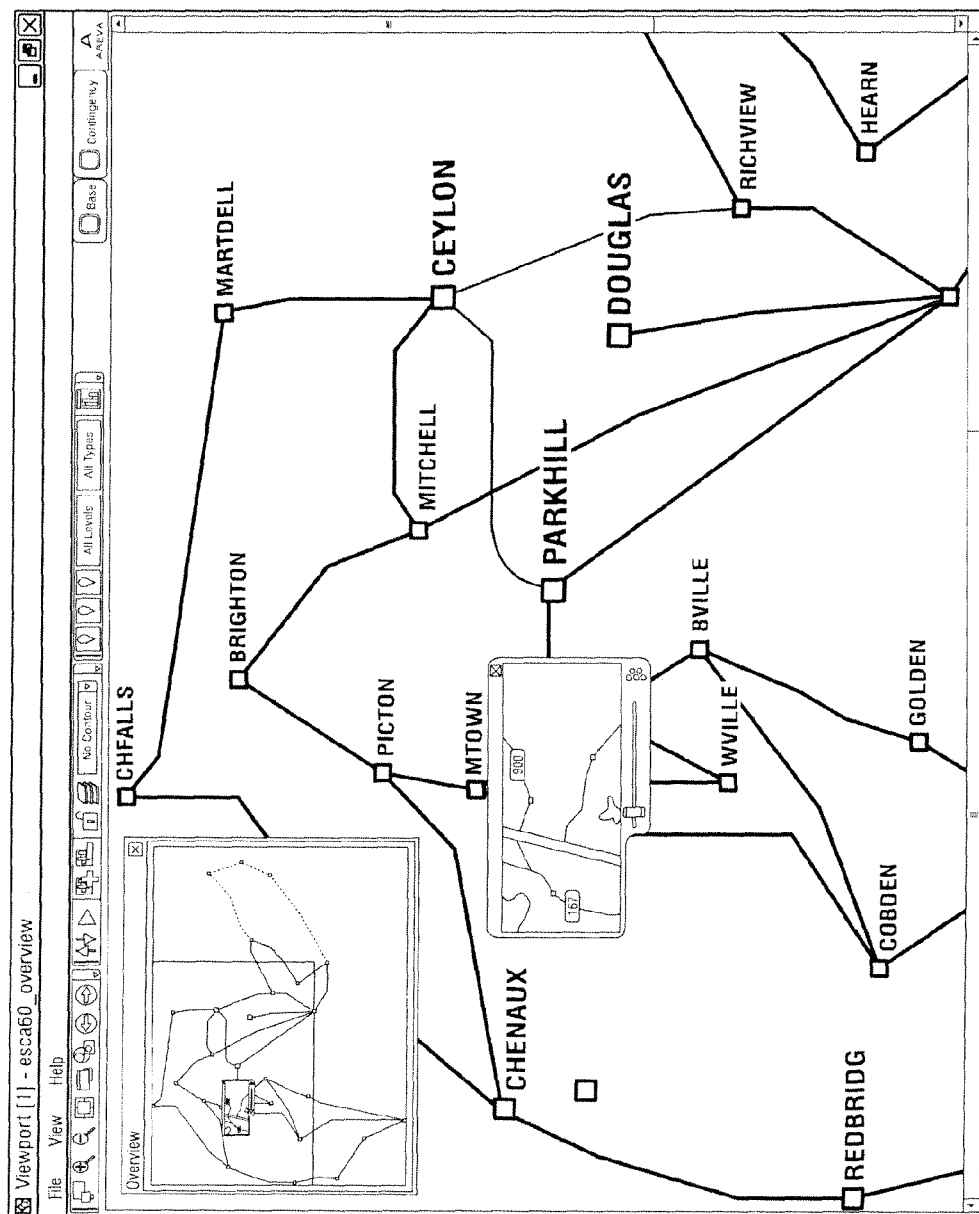 Viewport [1] - esca60_overview
File View Help
No Contour
All Levels
All Types
Base
Contingency
A
AREVA
Overview
CHFALLS
MARTDELL
BRIGHTON
PICTON
MITCHELL
CEYLON
MTOWN
CHENAUX
PARKHILL
DOUGLAS
900
167
BVILLE
WVILLE
RICHVIEW
HEARN
GOLDEN
COBDEN
REDBRIDG